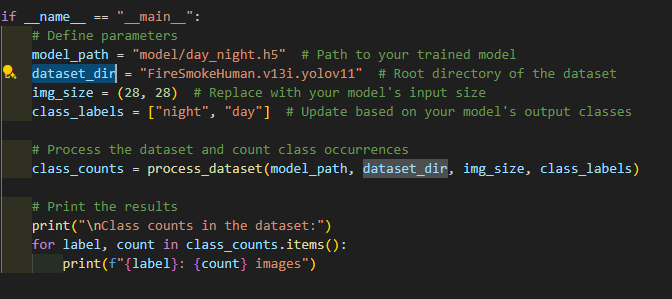 if __name__ == "__main__":
    # Define parameters
    model_path = "model/day_night.h5"  # Path to your trained model
    dataset_dir = "FireSmokeHuman.v13i.yolov11"  # Root directory of the dataset
    img_size = (28, 28)  # Replace with your model's input size
    class_labels = ["night", "day"]  # Update based on your model's output classes

    # Process the dataset and count class occurrences
    class_counts = process_dataset(model_path, dataset_dir, img_size, class_labels)

    # Print the results
    print("\nClass counts in the dataset:")
    for label, count in class_counts.items():
        print(f"{label}: {count} images")